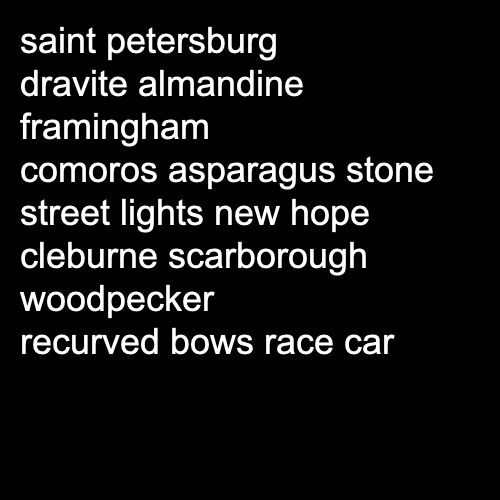 saint petersburg
dravite almandine
framingham
comoros asparagus stone
street lights new hope
cleburne scarborough
woodpecker
recurved bows race car